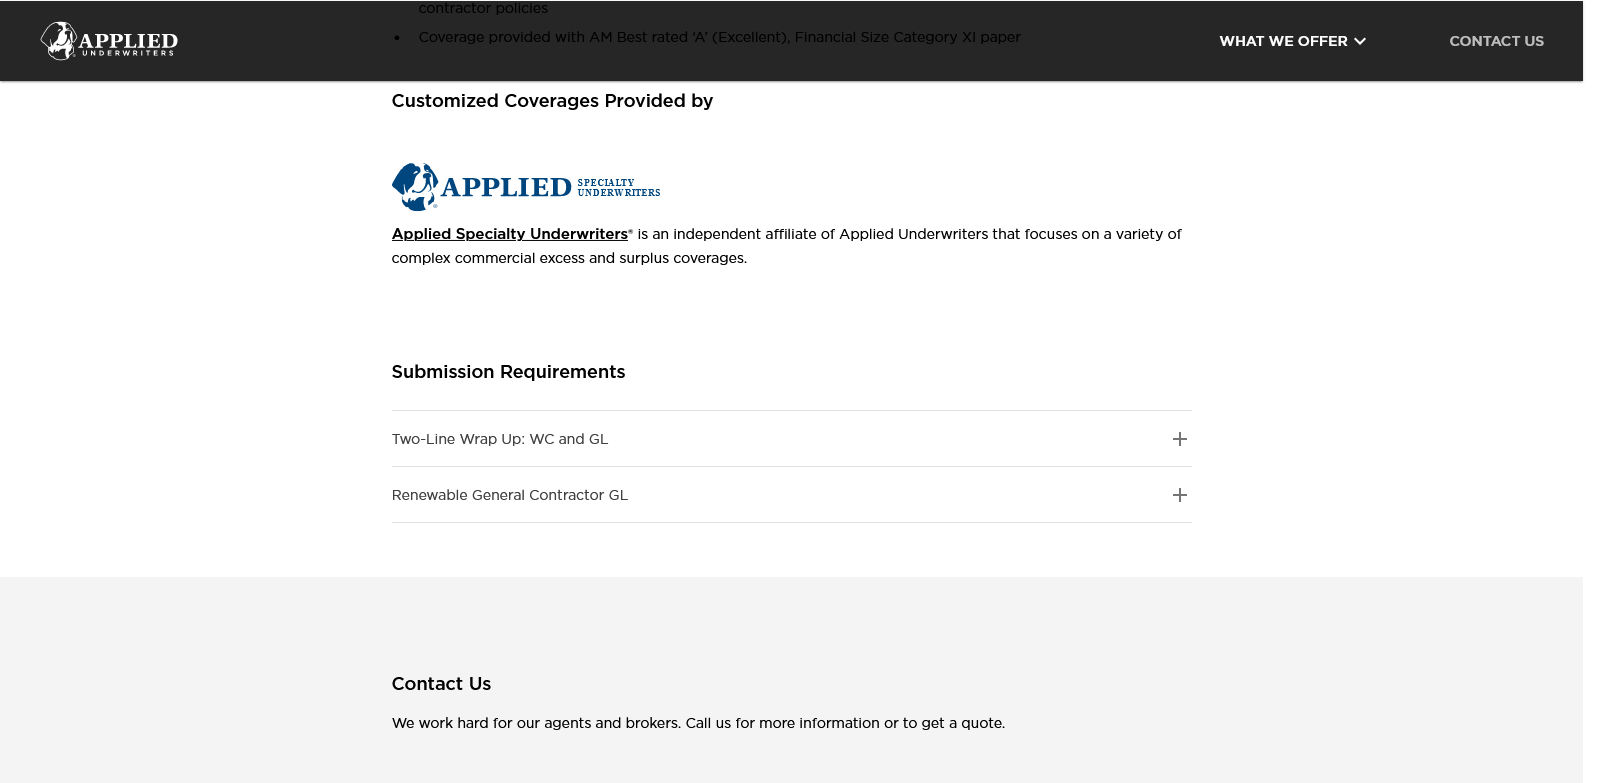 contractor policies
• Coverage provided with AM Best rated ‘A’ (Excellent), Financial Size Category XI paper
APPLIED
UNDERWRITERS
WHAT WE OFFER
CONTACT US
Customized Coverages Provided by
APPLIED SPECIALTY
UNDERWRITERS
Applied Specialty Underwriters® is an independent affiliate of Applied Underwriters that focuses on a variety of
complex commercial excess and surplus coverages.
Submission Requirements
Two-Line Wrap Up: WC and GL
Renewable General Contractor GL
Contact Us
We work hard for our agents and brokers. Call us for more information or to get a quote.